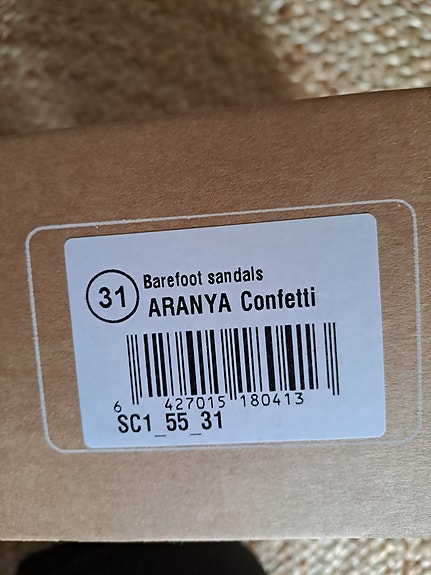 31
Barefoot sandals
ARANYA Confetti
6 427015 180413
SC1_55_31